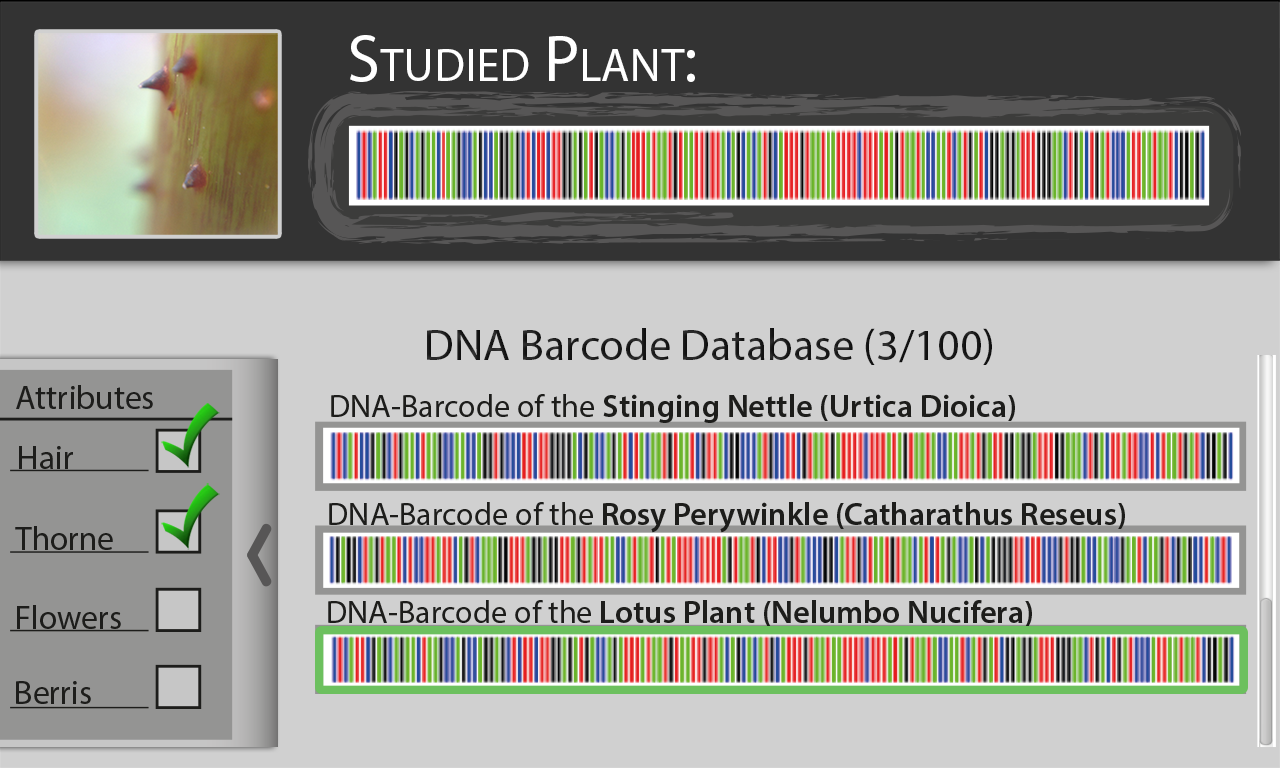 STUDIED PLANT:
DNA Barcode Database (3/100)
Attributes
Hair
Thorne
Flowers
Berris
DNA-Barcode of the Stinging Nettle (Urtica Dioica)
DNA-Barcode of the Rosy Perywinkle (Catharathus Reseus)
DNA-Barcode of the Lotus Plant (Nelumbo Nucifera)